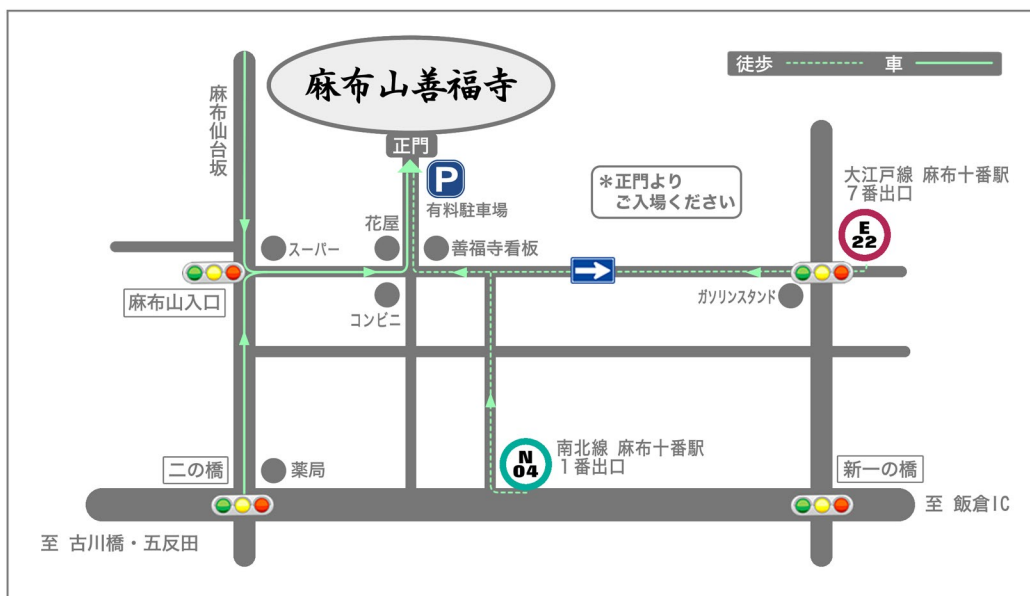 徒歩
車
麻布山善福寺
正門
P
有料駐車場
麻布仙台坂
*正門より
ご入場ください
大江戸線 麻布十番駅
7番出口
E
22
花屋
スーパー
善福寺看板
麻布山入口
コンビニ
ガソリンスタンド
南北線 麻布十番駅
1番出口
N
04
二の橋
薬局
新一の橋
至 飯倉IC
至 古川橋・五反田